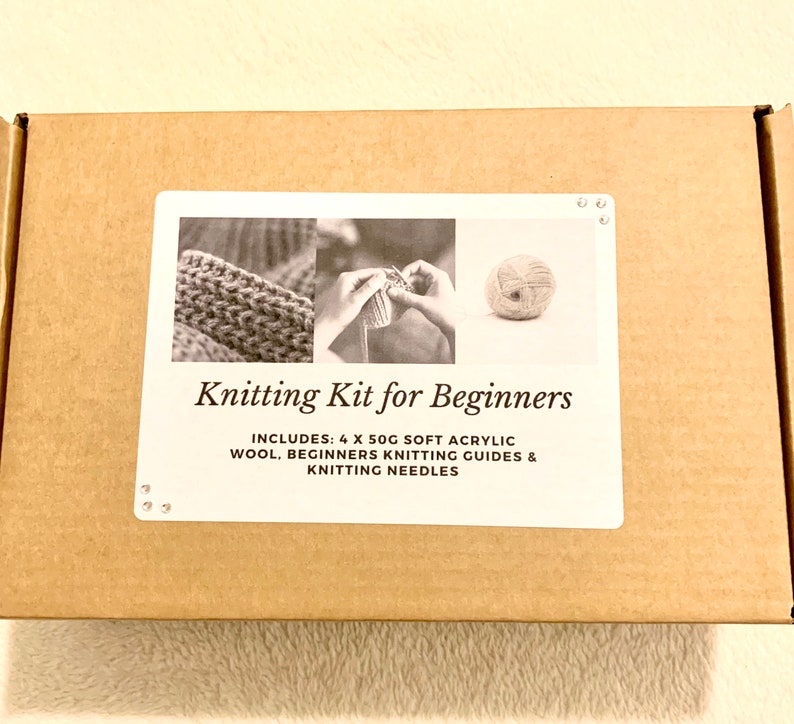 Knitting Kit for Beginners
INCLUDES: 4 X 50G SOFT ACRYLIC
WOOL, BEGINNERS KNITTING GUIDES &
KNITTING NEEDLES